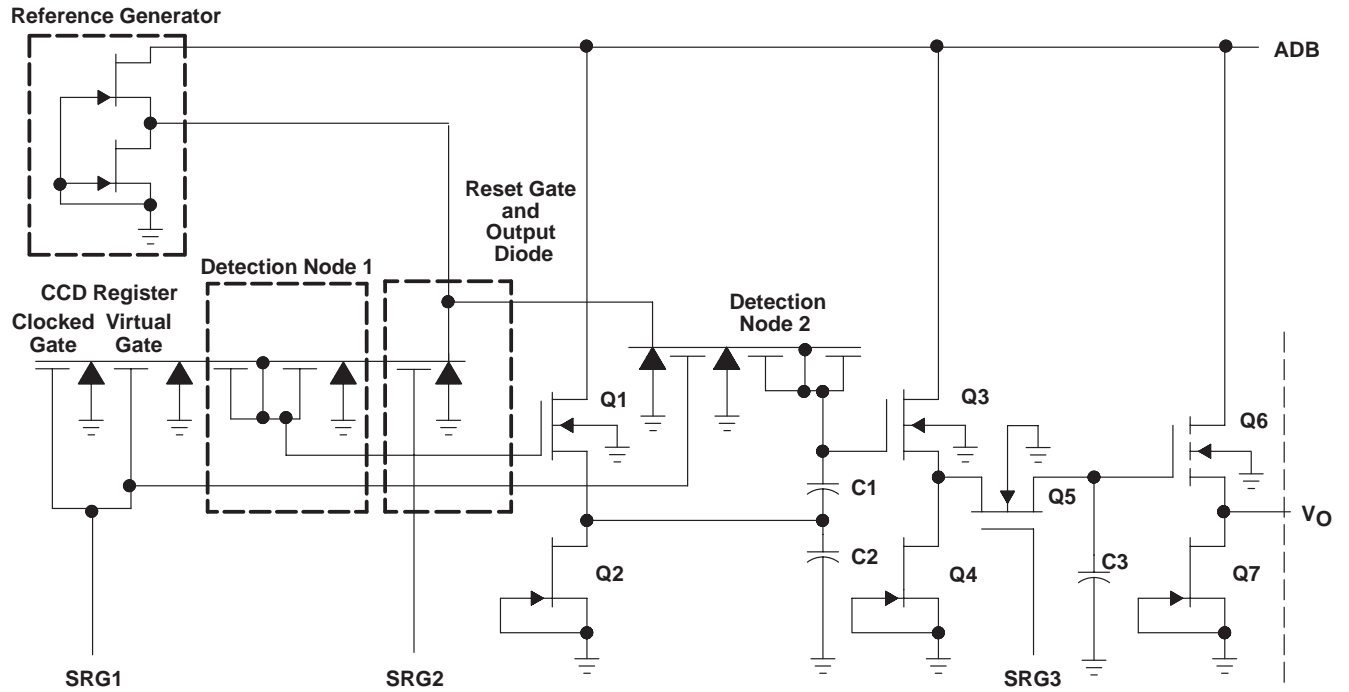 Reference Generator
ADB
Reset Gate
and
Output
Diode
Detection Node 1
CCD Register
Clocked Virtual
Gate Gate
Detection
Node 2
Q1
Q3
Q6
C1
Q5
VO
C2
Q2
Q4
C3
Q7
SRG1
SRG2
SRG3